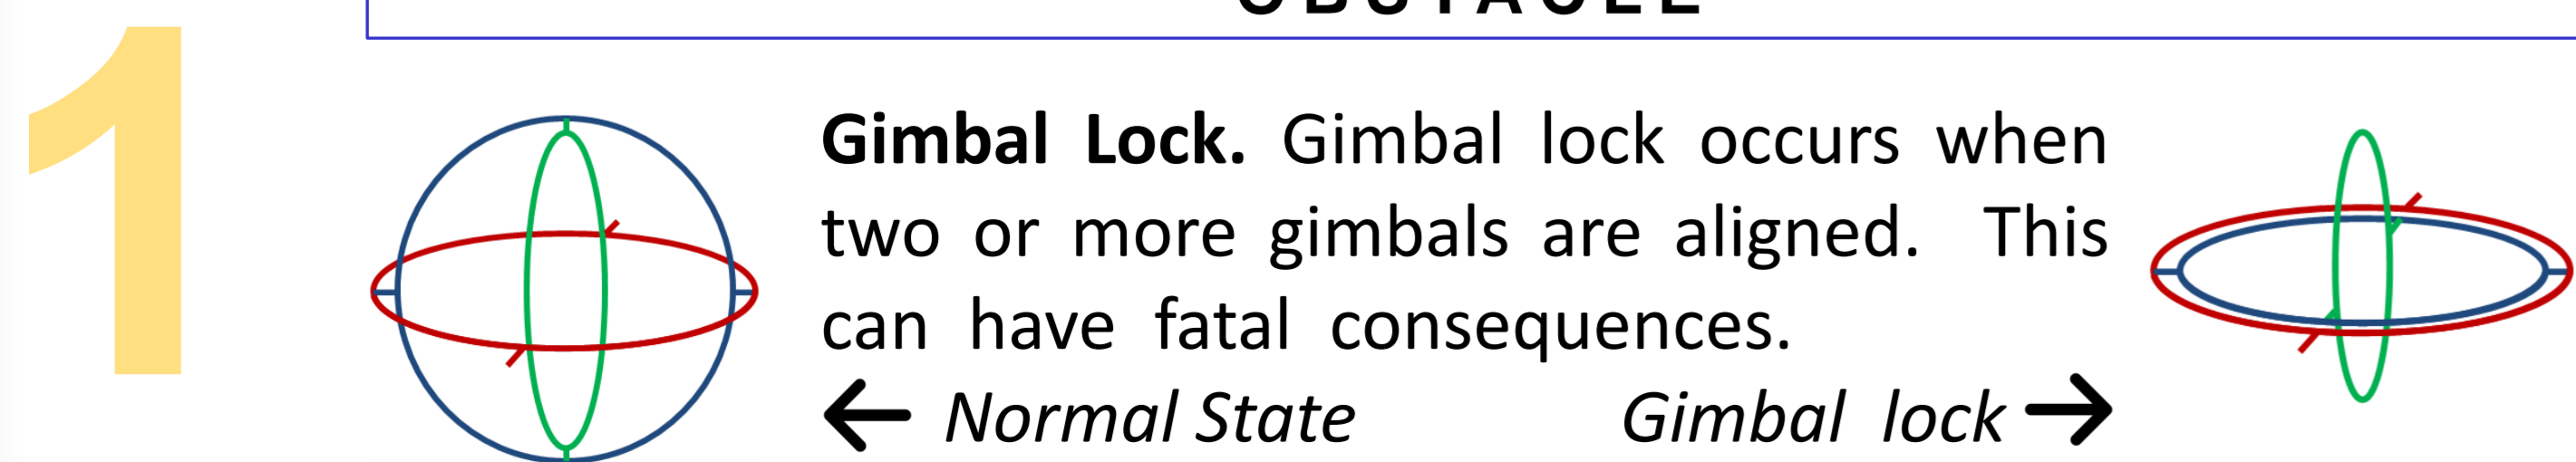 OBSTACLE
1
Gimbal Lock. Gimbal lock occurs when
two or more gimbals are aligned. This
can have fatal consequences.
← Normal State Gimbal lock →